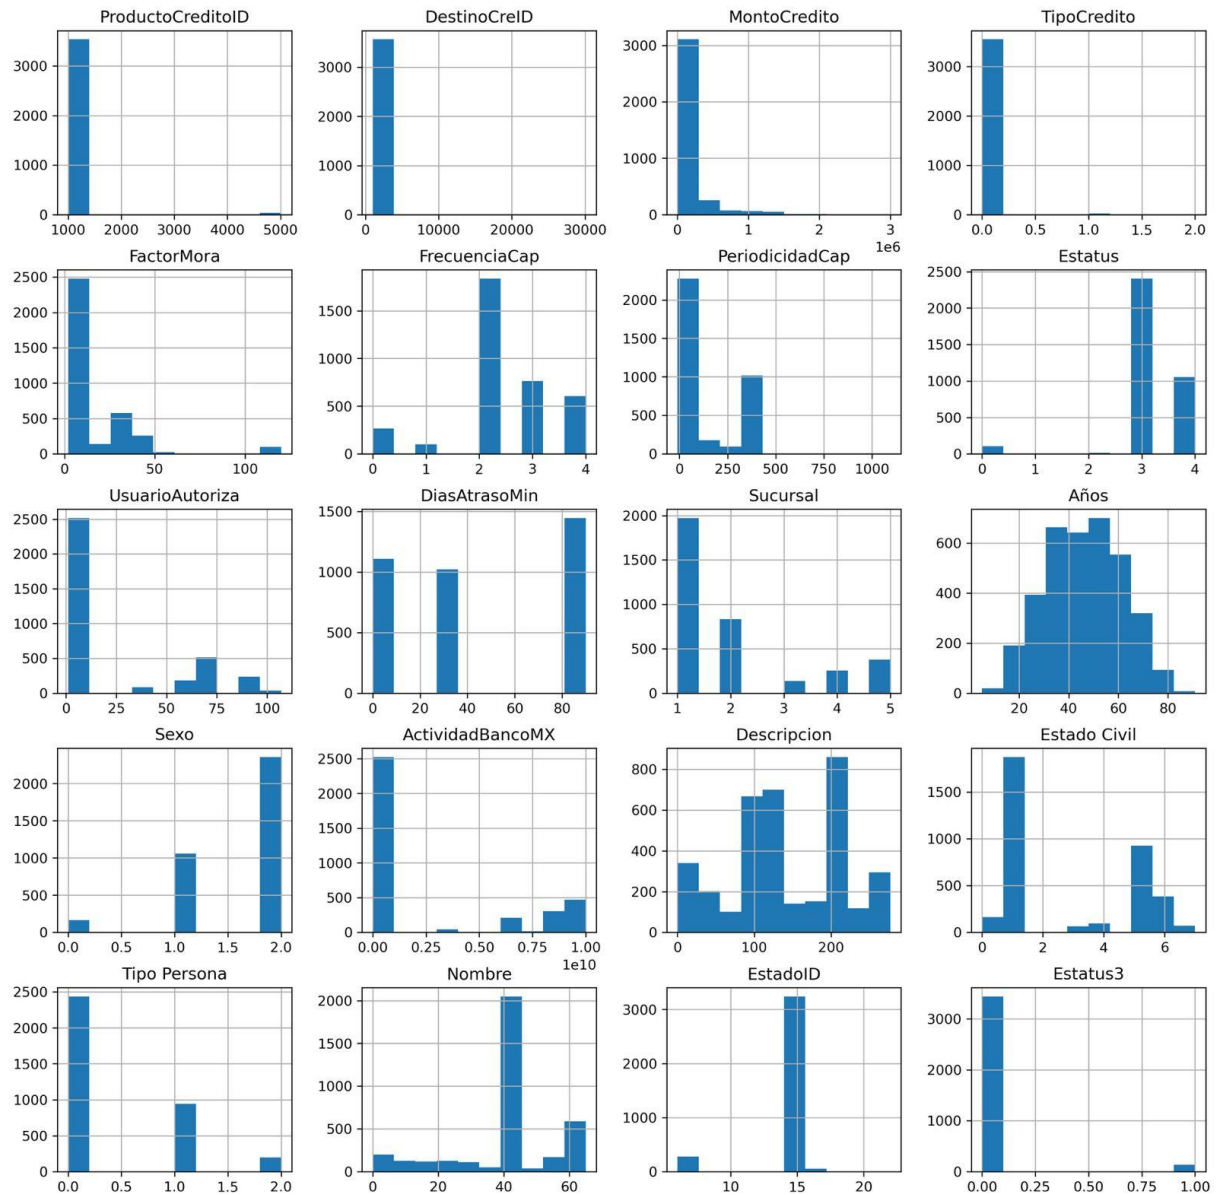 ProductoCreditoID DestinoCreID MontoCredito TipoCredito
3000 3000 3000 3000
2000 2000 2000 2000
1000 1000 1000 1000
0 0 0 0
1000 2000 3000 4000 5000 0 10000 20000 30000 0 1 2 3 0.0 0.5 1.0 1.5 2.0
1e6
FactorMora FrecuenciaCap PeriodicidadCap Estatus
2500 1500 2000 2500
2000 1000 1500 2000
1500 500 1000 1500
1000 0 500 1000
500 0 500
0 0
0 50 100 0 1 2 3 4 0 250 500 750 1000 0 1 2 3 4
UsuarioAutoriza DiasAtrasoMin Sucursal Años
2500 1500 2000 600
2000 1000 1500 400
1500 500 1000 200
1000 0 500 0
500 0
0
0 25 50 75 100 0 20 40 60 80 1 2 3 4 5 20 40 60 80
Sexo ActividadBancoMX Descripcion Estado Civil
2000 2500 800 1500
1500 2000 600 1000
1000 1500 400 500
500 1000 200 0
0 500 0
0
0.0 0.5 1.0 1.5 2.0 0.00 0.25 0.50 0.75 1.00 0 100 200 0 2 4 6
1e10
Tipo Persona Nombre EstadoID Estatus3
2500 2000 3000 3000
2000 1500 2000 2000
1500 1000 1000 1000
1000 500 0 0
500 0
0
0.0 0.5 1.0 1.5 2.0 0 20 40 60 10 15 20 0.00 0.25 0.50 0.75 1.00